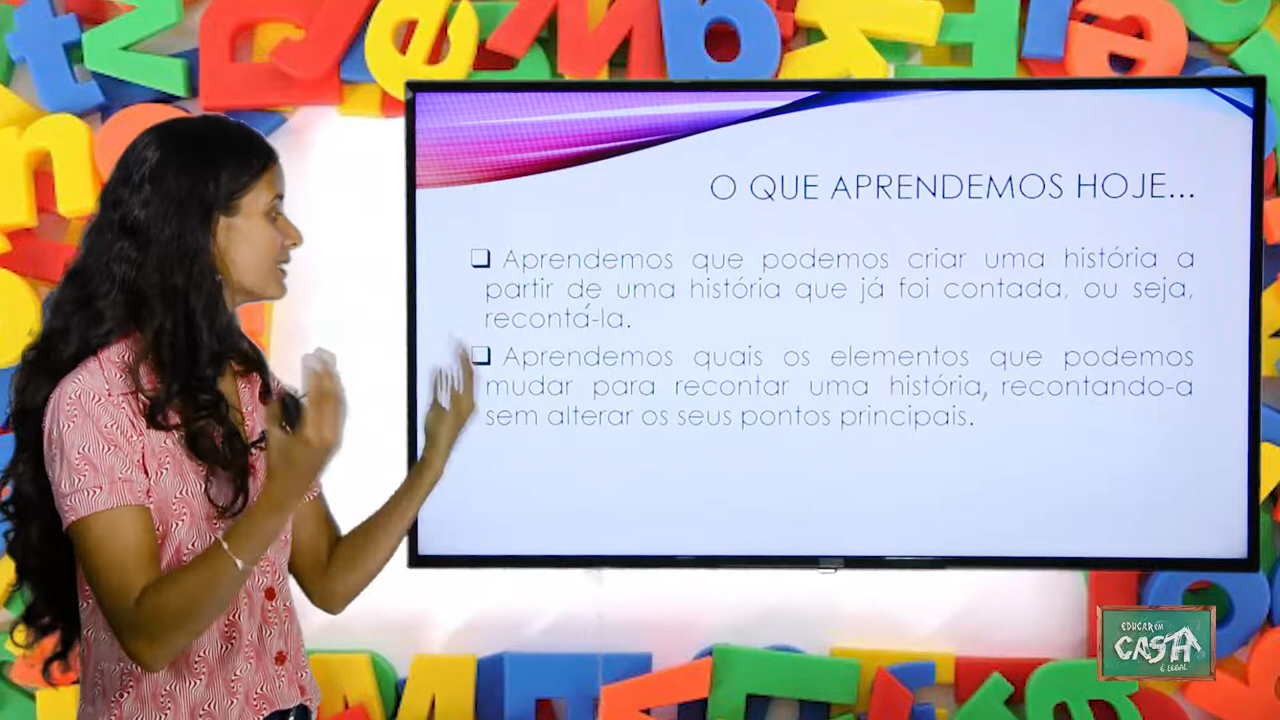 O QUE APRENDEMOS HOJE...
❑ Aprendemos que podemos criar uma história a
partir de uma história que já foi contada, ou seja,
recontá-la.
❑ Aprendemos quais os elementos que podemos
mudar para recontar uma história, recontando-a
sem alterar os seus pontos principais.
EDUCAR EM
CASA
É LEGAL